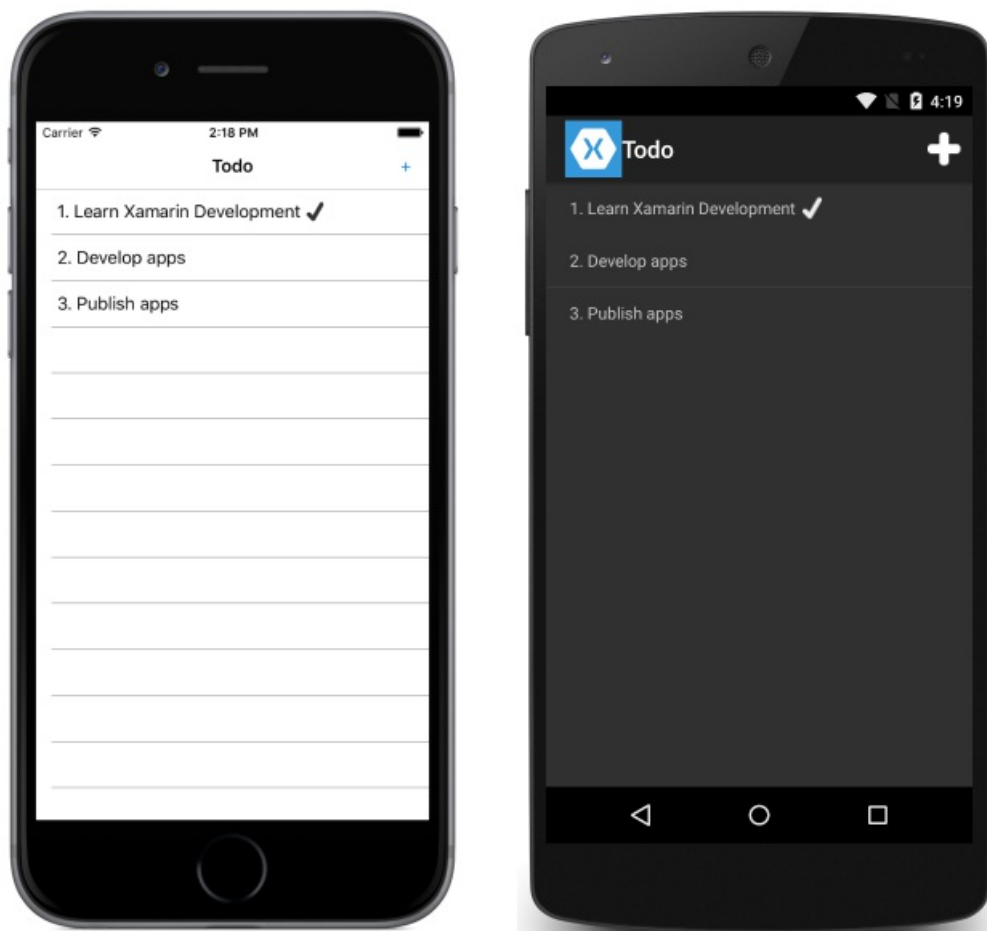 Carrier 2:18 PM
Todo +
1. Learn Xamarin Development ✓
2. Develop apps
3. Publish apps
4:19
X Todo
1. Learn Xamarin Development ✓
2. Develop apps
3. Publish apps